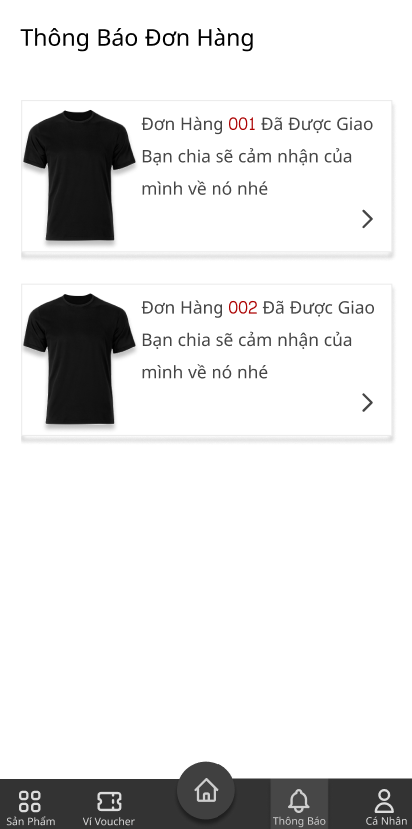 Thông Báo Đơn Hàng
Đơn Hàng 001 Đã Được Giao
Bạn chia sẽ cảm nhận của
mình về nó nhé
Đơn Hàng 002 Đã Được Giao
Bạn chia sẽ cảm nhận của
mình về nó nhé
Sản Phẩm
Ví Voucher
Thông Báo
Cá Nhân